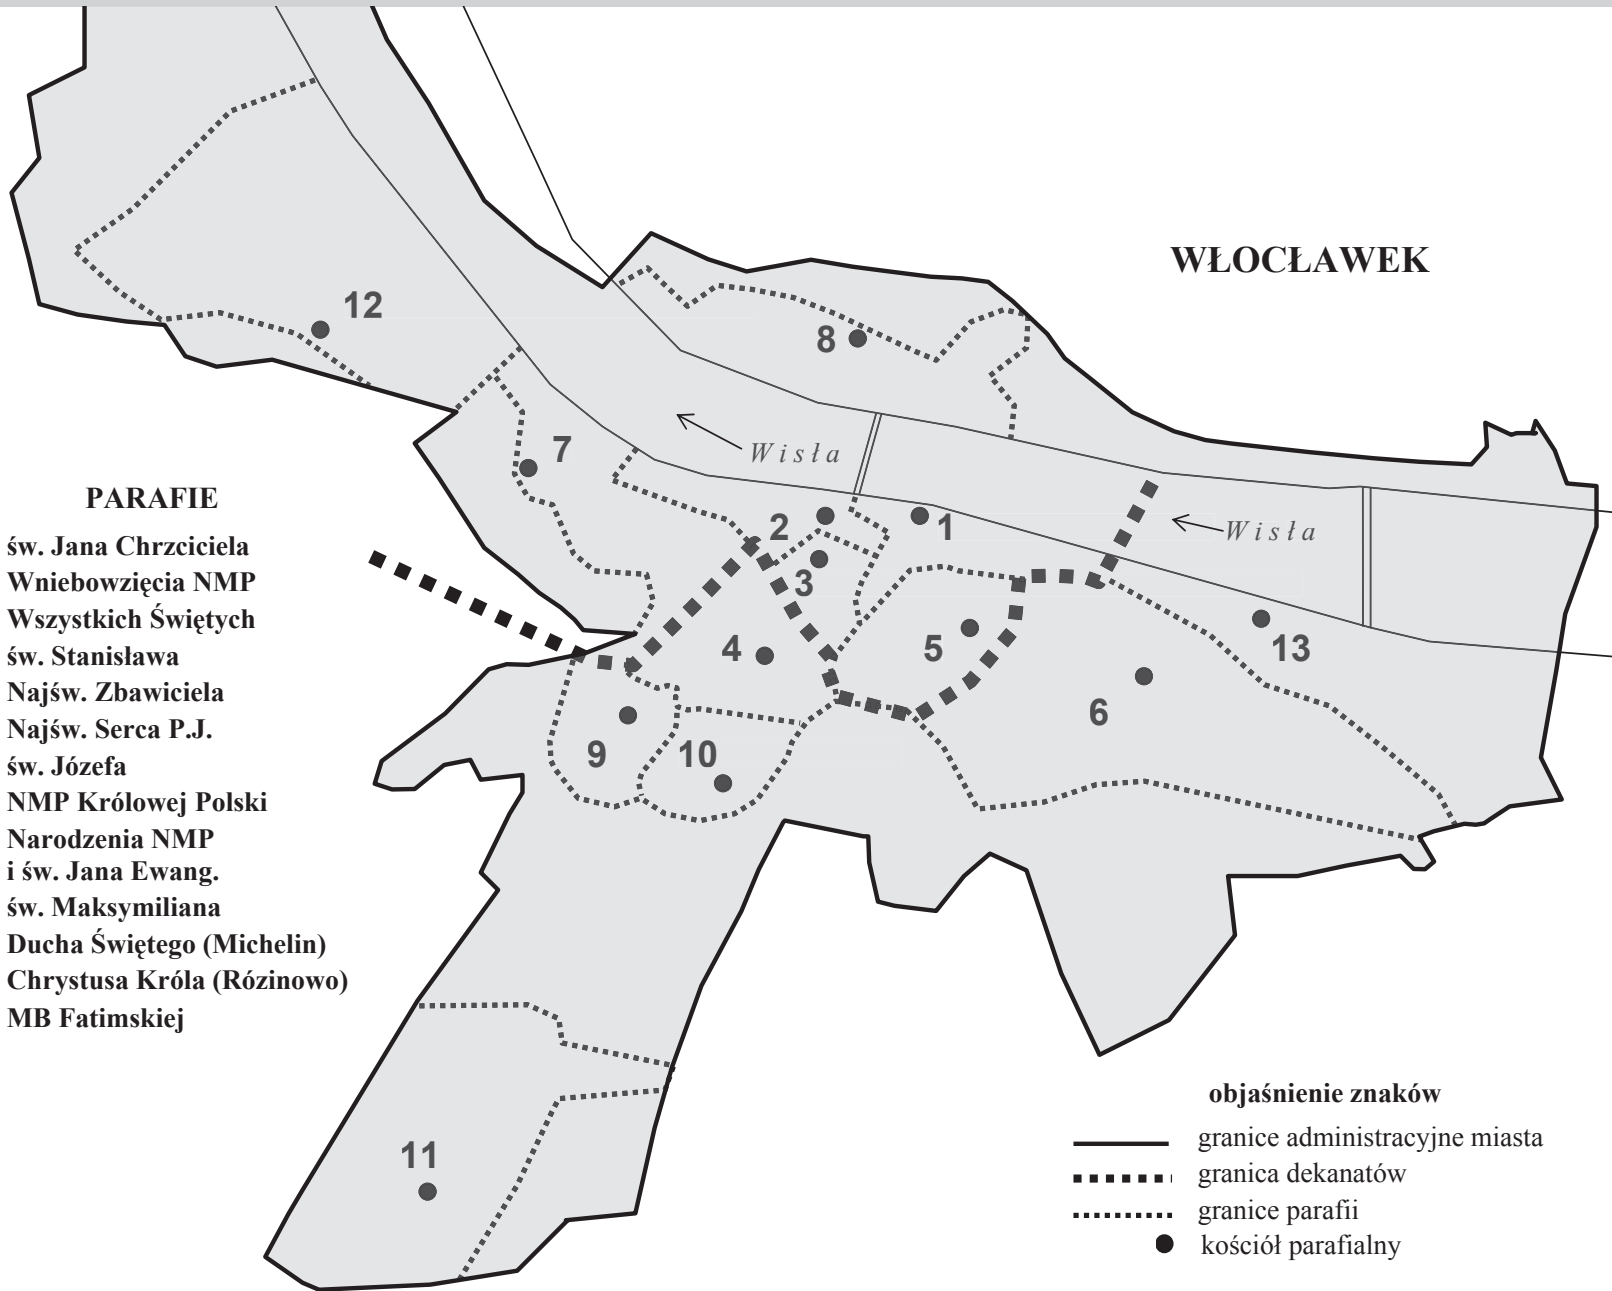 WŁOCŁAWEK
12
8
7
Wisła
2
1
Wisła
3
4
5
13
6
9
10
11
PARAFIE
św. Jana Chrzciciela
Wniebowzięcia NMP
Wszystkich Świętych
św. Stanisława
Najśw. Zbawiciela
Najśw. Serca P.J.
św. Józefa
NMP Królowej Polski
Narodzenia NMP
i św. Jana Ewang.
św. Maksymiliana
Ducha Świętego (Michelin)
Chrystusa Króla (Rózinowo)
MB Fatimskiej
objaśnienie znaków
granice administracyjne miasta
granica dekanatów
granice parafii
kościół parafialny